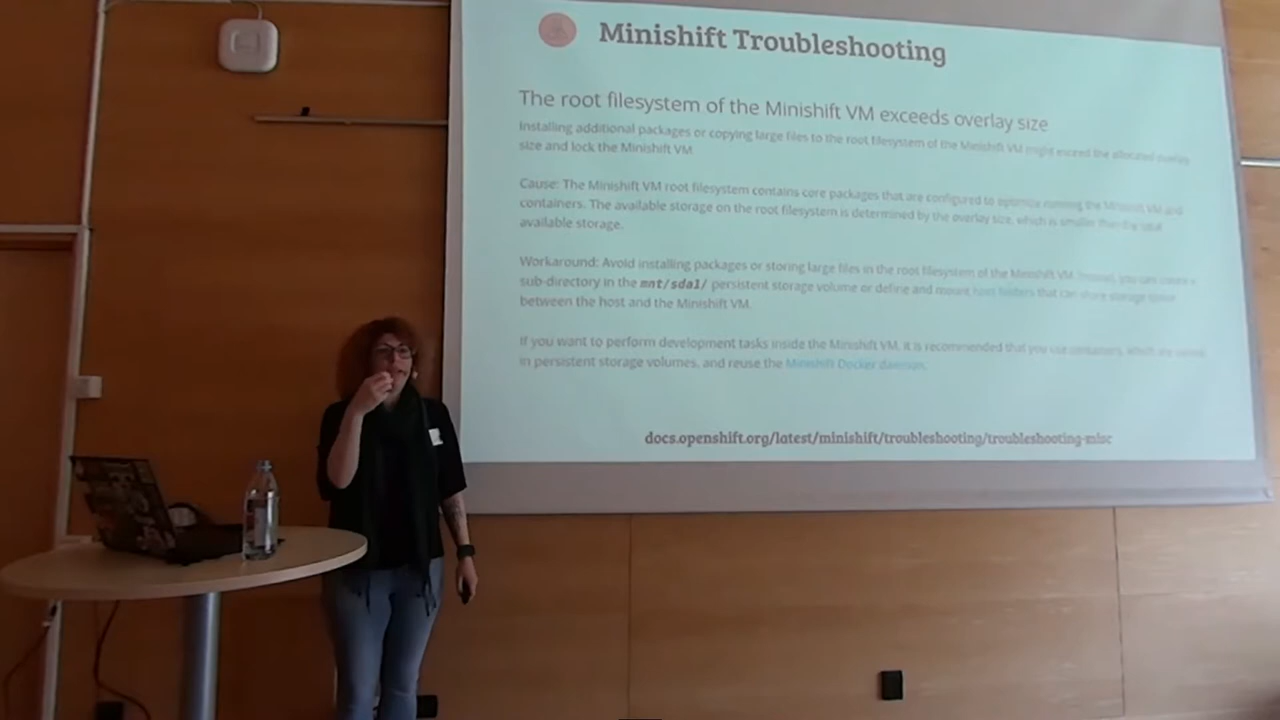 Minishift Troubleshooting
The root filesystem of the Minishift VM exceeds overlay size
Installing additional packages or copying large files to the root filesystem of the Minishift VM might exceed the allocated overlay
size and lock the Minishift VM.
Cause: The Minishift VM root filesystem contains core packages that are configured to optimize running the Minishift VM and
containers. The available storage on the root filesystem is determined by the overlay size, which is smaller than the total
available storage.
Workaround: Avoid installing packages or storing large files in the root filesystem of the Minishift VM. Instead, you can create a
sub-directory in the mnt/sda1/ persistent storage volume or define and mount host folders that can share storage space
between the host and the Minishift VM.
If you want to perform development tasks inside the Minishift VM, it is recommended that you use containers, which are
in persistent storage volumes, and reuse the Minishift Docker daemon.
docs.openshift.org/latest/minishift/troubleshooting/troubleshooting-misc